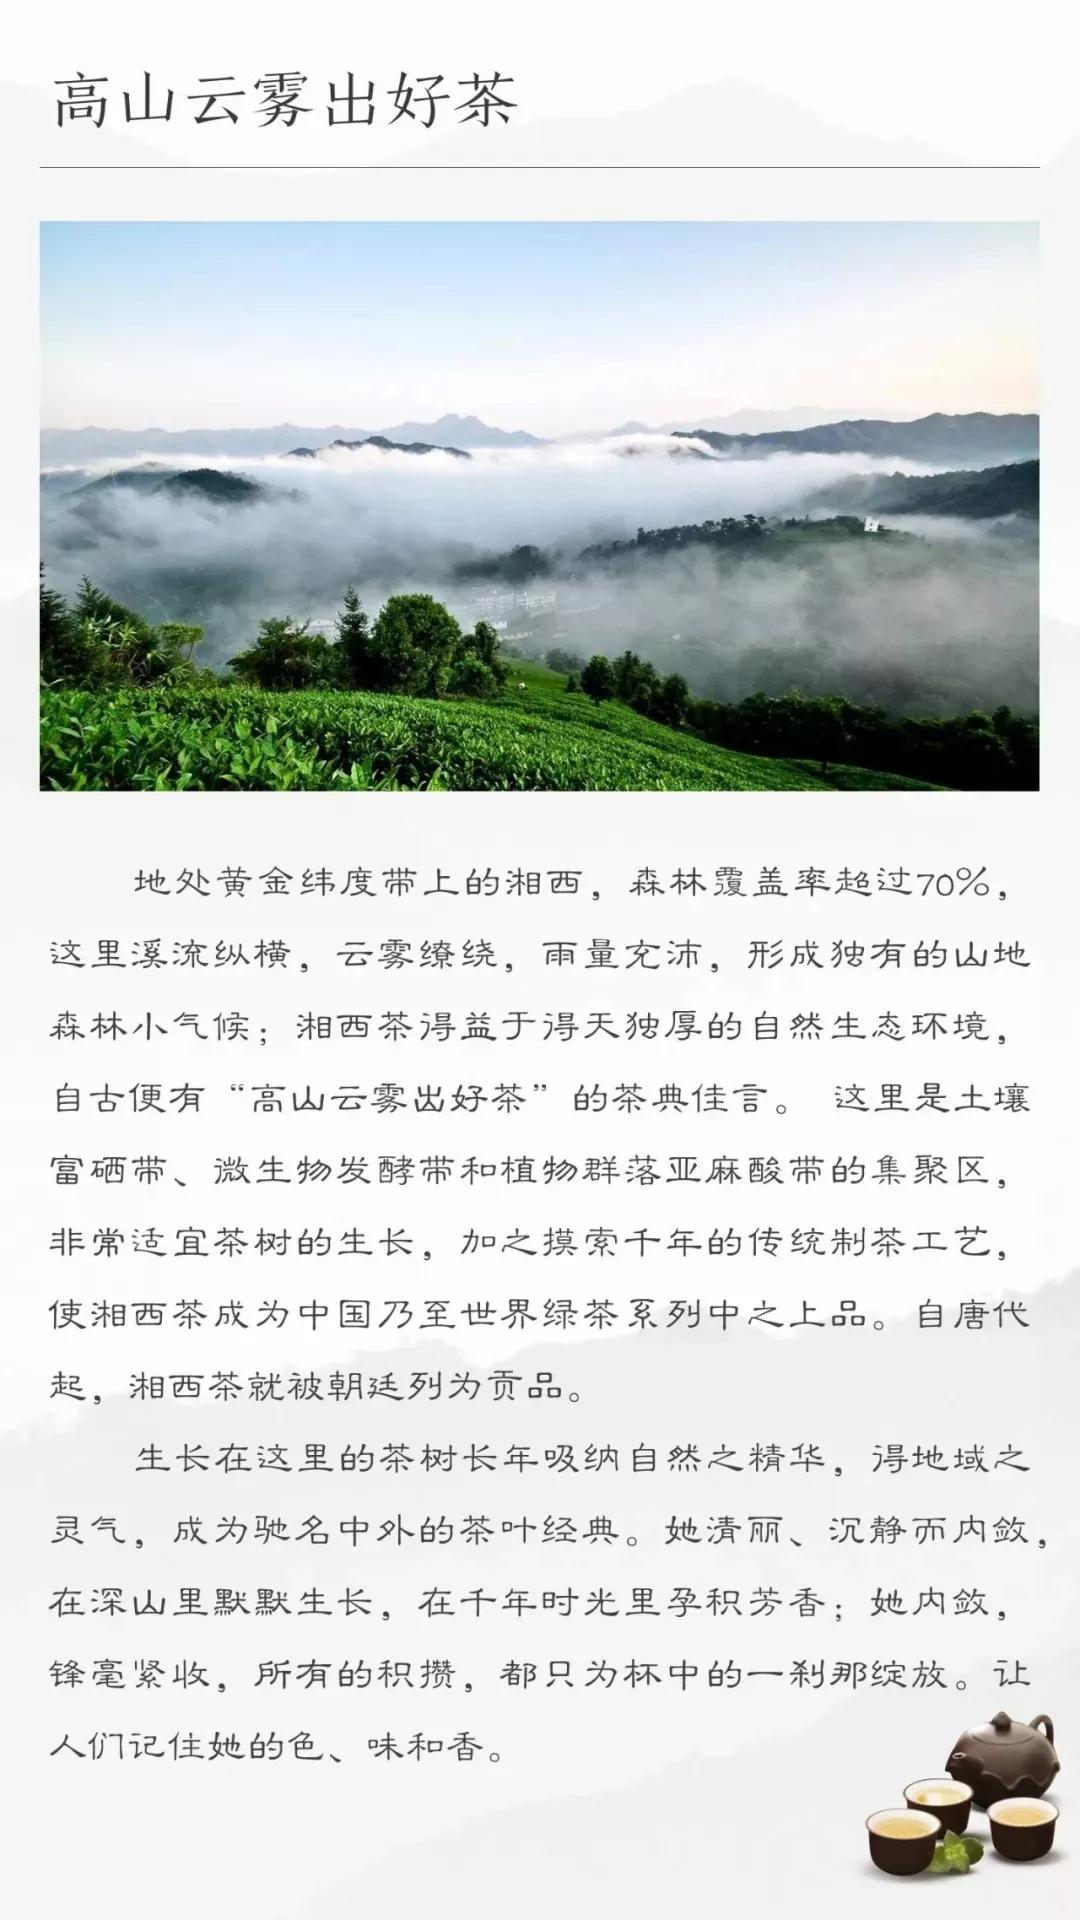 高山云雾出好茶
地处黄金纬度带上的湘西，森林覆盖率超过70%，
这里溪流纵横，云雾缭绕，雨量充沛，形成独有的山地
森林小气候；湘西茶得益于得天独厚的自然生态环境，
自古便有“高山云雾出好茶”的茶典佳言。 这里是土壤
富硒带、微生物发酵带和植物群落亚麻酸带的集聚区，
非常适宜茶树的生长，加之摸索千年的传统制茶工艺，
使湘西茶成为中国乃至世界绿茶系列中之上品。自唐代
起，湘西茶就被朝廷列为贡品。
生长在这里的茶树长年吸纳自然之精华，得地域之
灵气，成为驰名中外的茶叶经典。她清丽、沉静而内敛，
在深山里默默生长，在千年时光里孕积芳香；她内敛，
锋毫紧收，所有的积攒，都只为杯中的一刹那绽放。让
人们记住她的色、味和香。